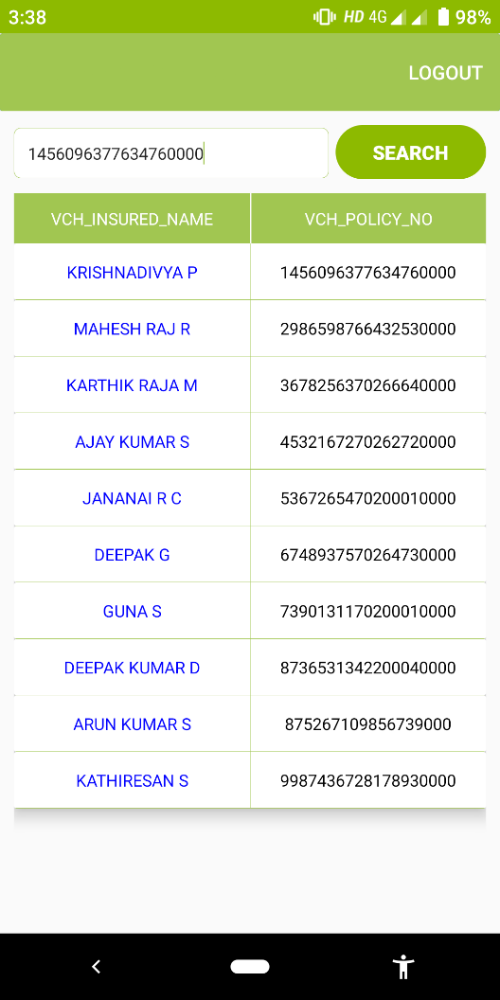 3:38 HD 4G 98%
LOGOUT
1456096377634760000 SEARCH
VCH_INSURED_NAME VCH_POLICY_NO
KRISHNADIVYA P 1456096377634760000
MAHESH RAJ R 2986598766432530000
KARTHIK RAJA M 3678256370266640000
AJAY KUMAR S 4532167270262720000
JANANAI R C 5367265470200010000
DEEPAK G 6748937570264730000
GUNA S 7390131170200010000
DEEPAK KUMAR D 8736531342200040000
ARUN KUMAR S 875267109856739000
KATHIRESAN S 9987436728178930000